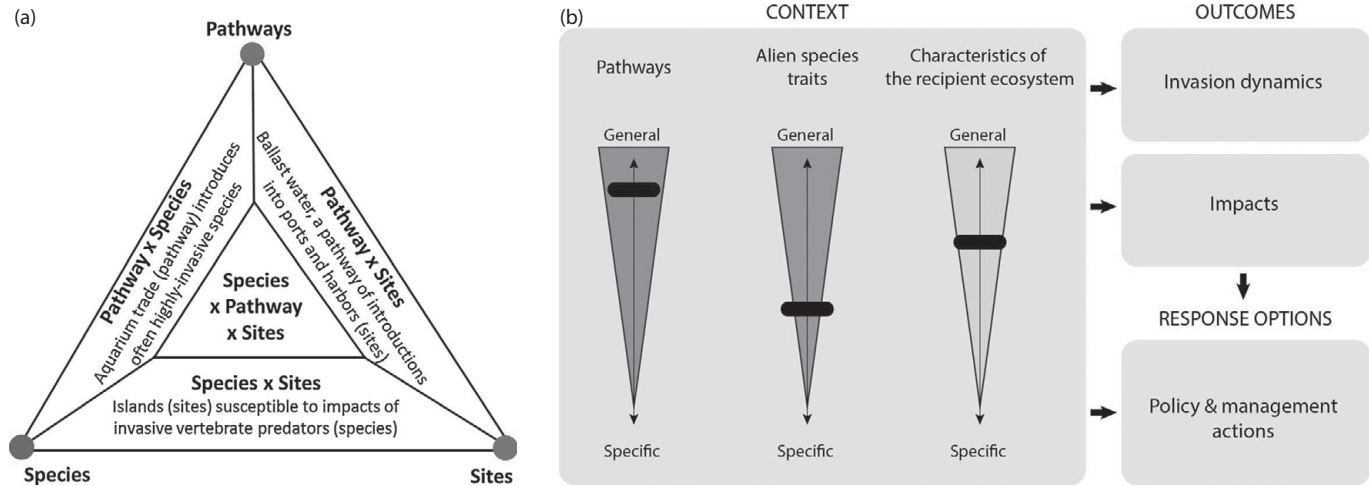 (a)
Pathways
Pathway x Species
Aquarium trade (pathway) introduces
often highly-invasive species
Pathway x Sites
Ballast water, a pathway of introductions
into ports and harbors (sites)
Species
x Pathway
x Sites
Species x Sites
Islands (sites) susceptible to impacts of
invasive vertebrate predators (species)
Species
Sites
(b)
CONTEXT
Pathways
Alien species
traits
Characteristics of
the recipient ecosystem
General
General
General
Specific
Specific
Specific
OUTCOMES
Invasion dynamics
Impacts
RESPONSE OPTIONS
Policy & management
actions